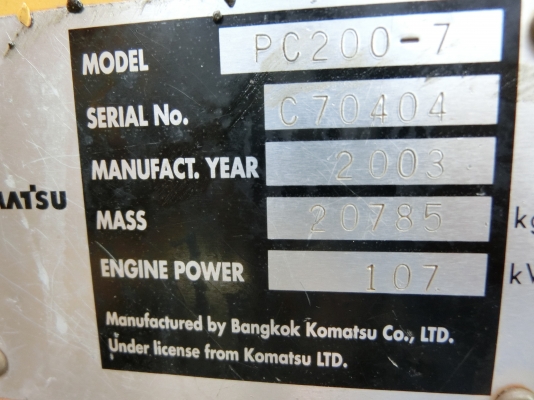 MODEL PC200-7
SERIAL No. C70404
MANUFACT. YEAR 2003
MATSU
MASS 20785 kg
ENGINE POWER 107
Manufactured by Bangkok Komatsu Co., LTD.
Under license from Komatsu LTD.